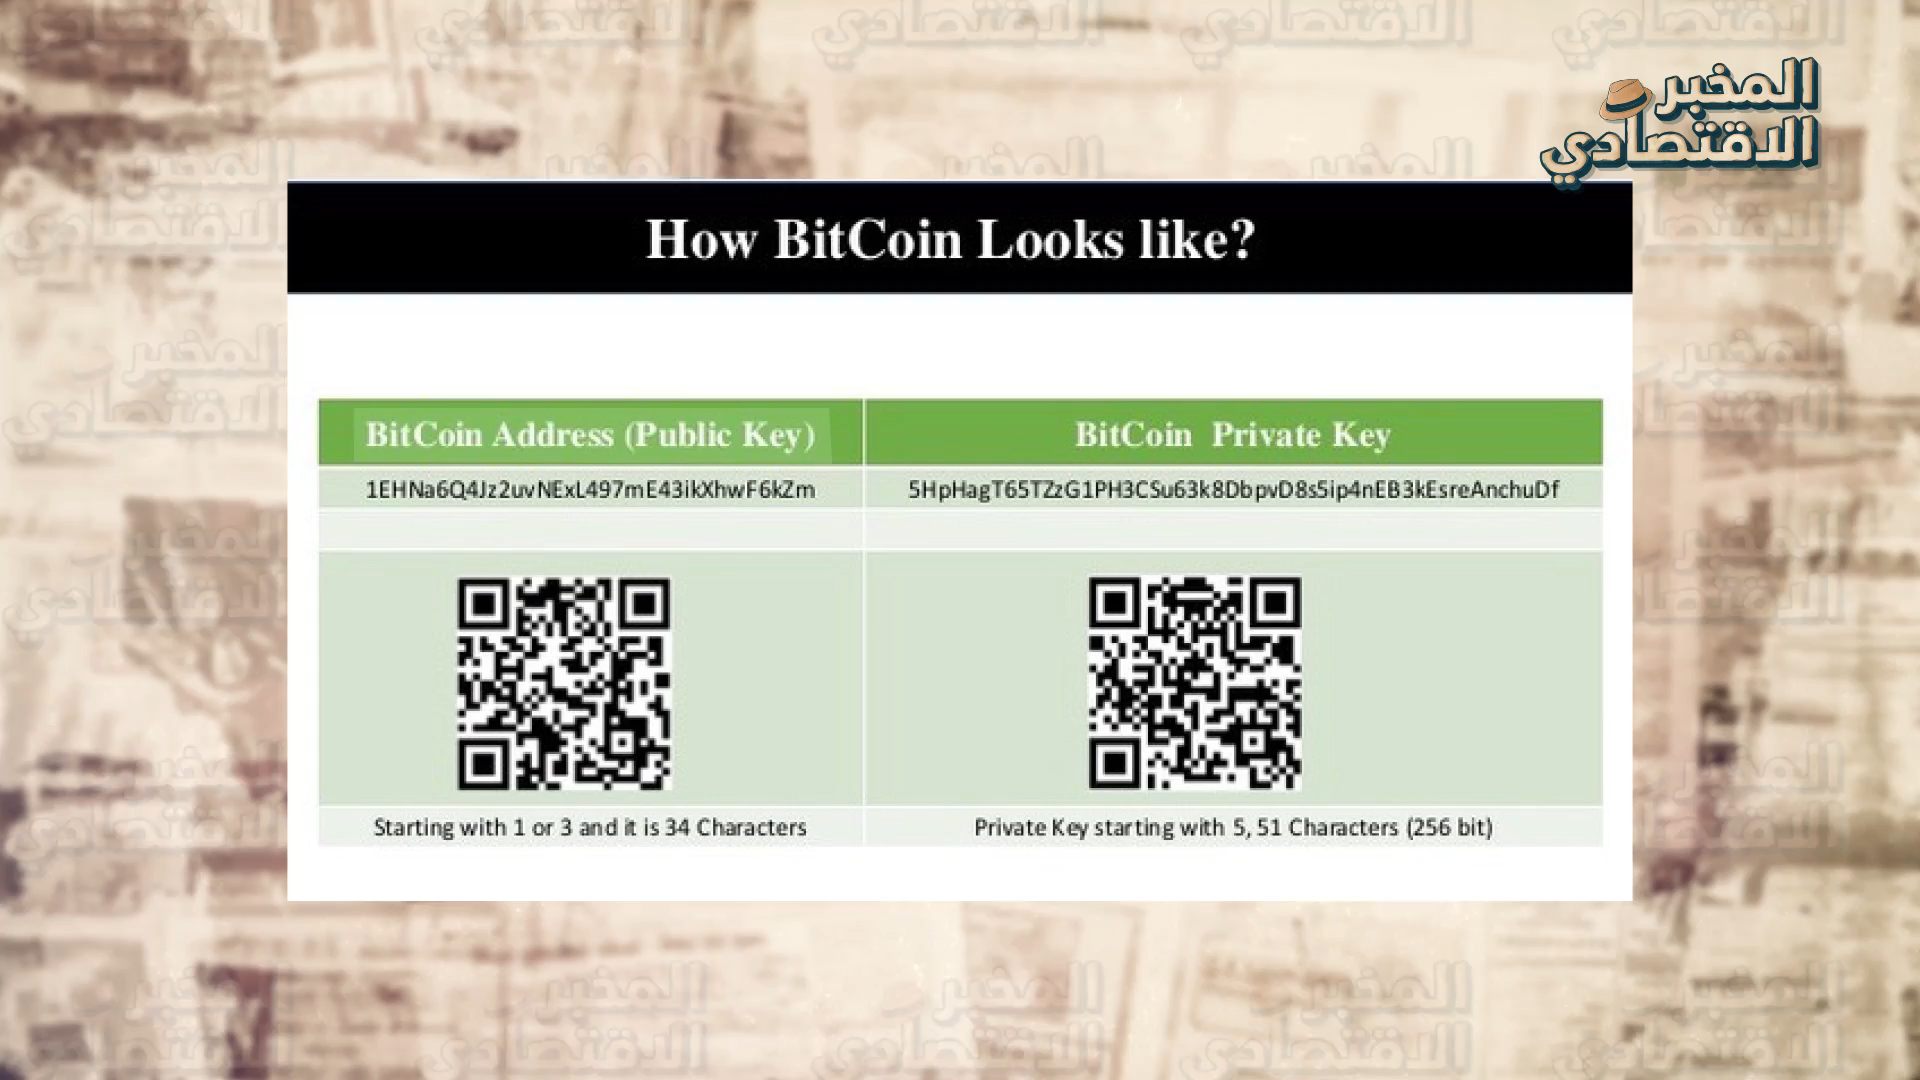 المخبر
الاقتصادي
How BitCoin Looks like?
BitCoin Address (Public Key)
BitCoin Private Key
1EHNa6Q4Jz2uvNExL497mE43ikXhwF6kZm
5HpHagT65TZzG1PH3CSu63k8DbpvD8s5ip4nEB3kEsreAnchuDf
Starting with 1 or 3 and it is 34 Characters
Private Key starting with 5, 51 Characters (256 bit)